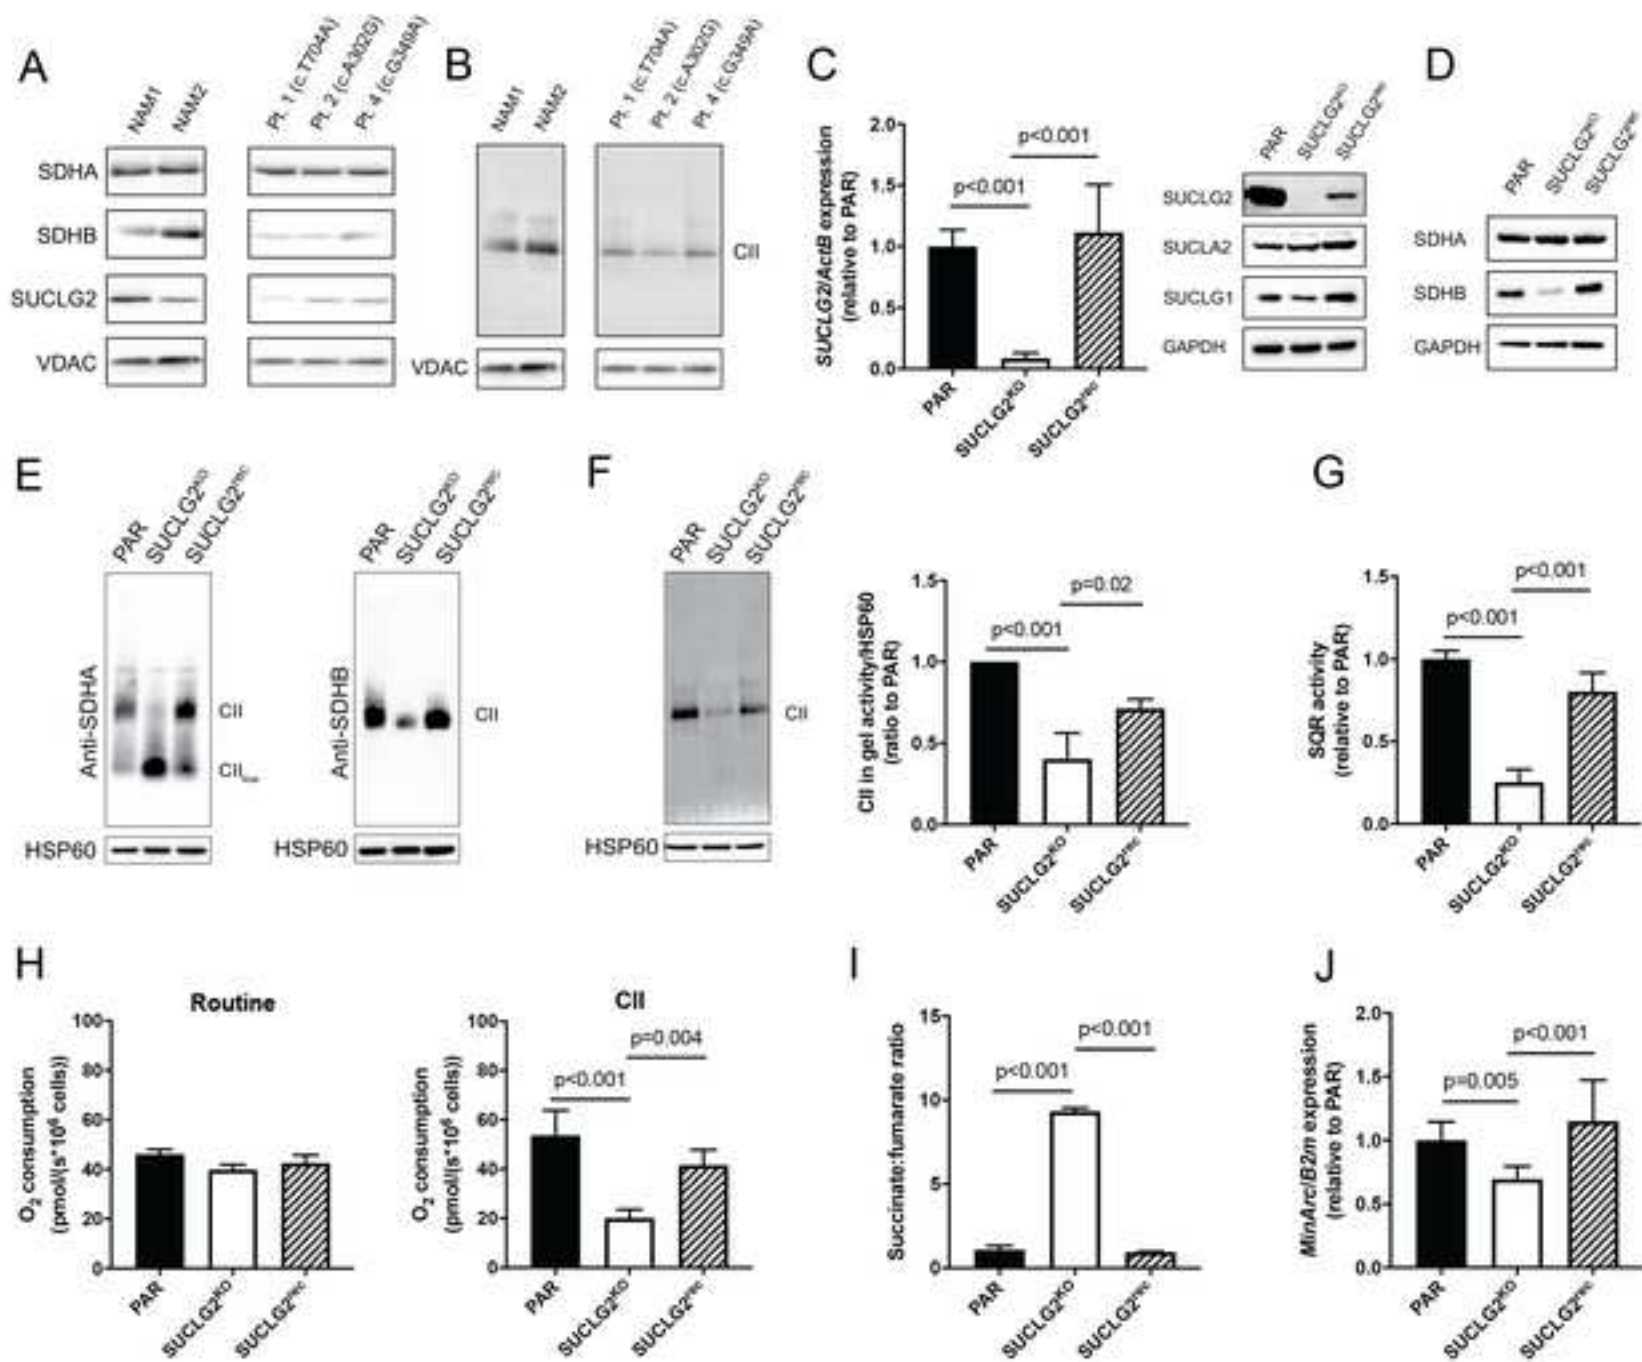 A
NAM1
NAM2
Pt. 1 (c.T704A)
Pt. 2 (c.A302G)
Pt. 4 (c.G349A)
SDHA
SDHB
SUCLG2
VDAC
B
NAM1
NAM2
Pt. 1 (c.T704A)
Pt. 2 (c.A302G)
Pt. 4 (c.G349A)
CII
VDAC
C
SUCLG2/ActB expression
(relative to PAR)
2.0
1.5
1.0
0.5
0.0
p<0.001
p<0.001
PAR
SUCLG2KO
SUCLG2rec
PAR
SUCLG2KO
SUCLG2rec
SUCLG2
SUCLA2
SUCLG1
GAPDH
D
PAR
SUCLG2KO
SUCLG2rec
SDHA
SDHB
GAPDH
E
PAR
SUCLG2KO
SUCLG2rec
Anti-SDHA
CII
CII
HSP60
PAR
SUCLG2KO
SUCLG2rec
Anti-SDHB
CII
HSP60
F
PAR
SUCLG2KO
SUCLG2rec
CII
HSP60
CII in gel activity/HSP60
(ratio to PAR)
1.5
1.0
0.5
0.0
p<0.001
p=0.02
PAR
SUCLG2KO
SUCLG2rec
G
SQR activity
(relative to PAR)
1.5
1.0
0.5
0.0
p<0.001
p<0.001
PAR
SUCLG2KO
SUCLG2rec
H
Routine
O2 consumption
(pmol/(s*10⁶ cells))
100
80
60
40
20
0
PAR
SUCLG2KO
SUCLG2rec
CII
O2 consumption
(pmol/(s*10⁶ cells))
100
80
60
40
20
0
p<0.001
p=0.004
PAR
SUCLG2KO
SUCLG2rec
I
Succinate:fumarate ratio
15
10
5
0
p<0.001
p<0.001
PAR
SUCLG2KO
SUCLG2rec
J
MinArc/B2m expression
(relative to PAR)
2.0
1.5
1.0
0.5
0.0
p=0.005
p<0.001
PAR
SUCLG2KO
SUCLG2rec